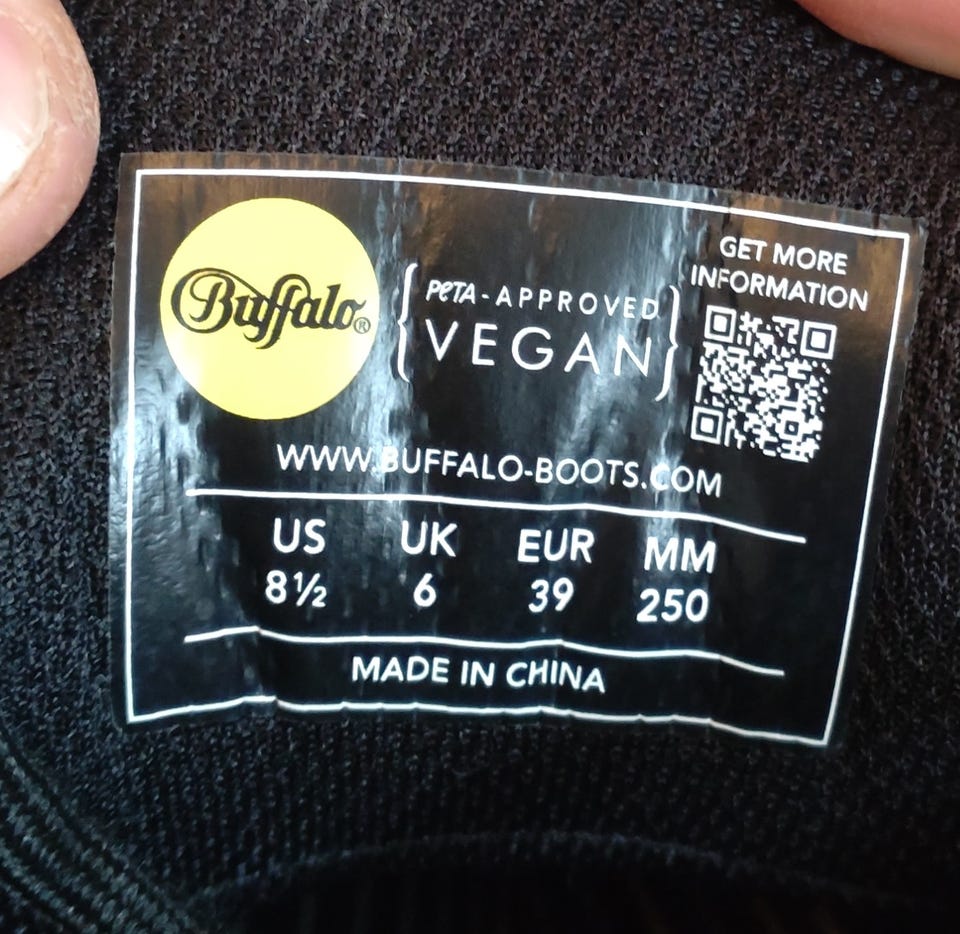 Buffalo®
PETA-APPROVED
VEGAN
GET MORE
INFORMATION
WWW.BUFFALO-BOOTS.COM
US UK EUR MM
8½ 6 39 250
MADE IN CHINA